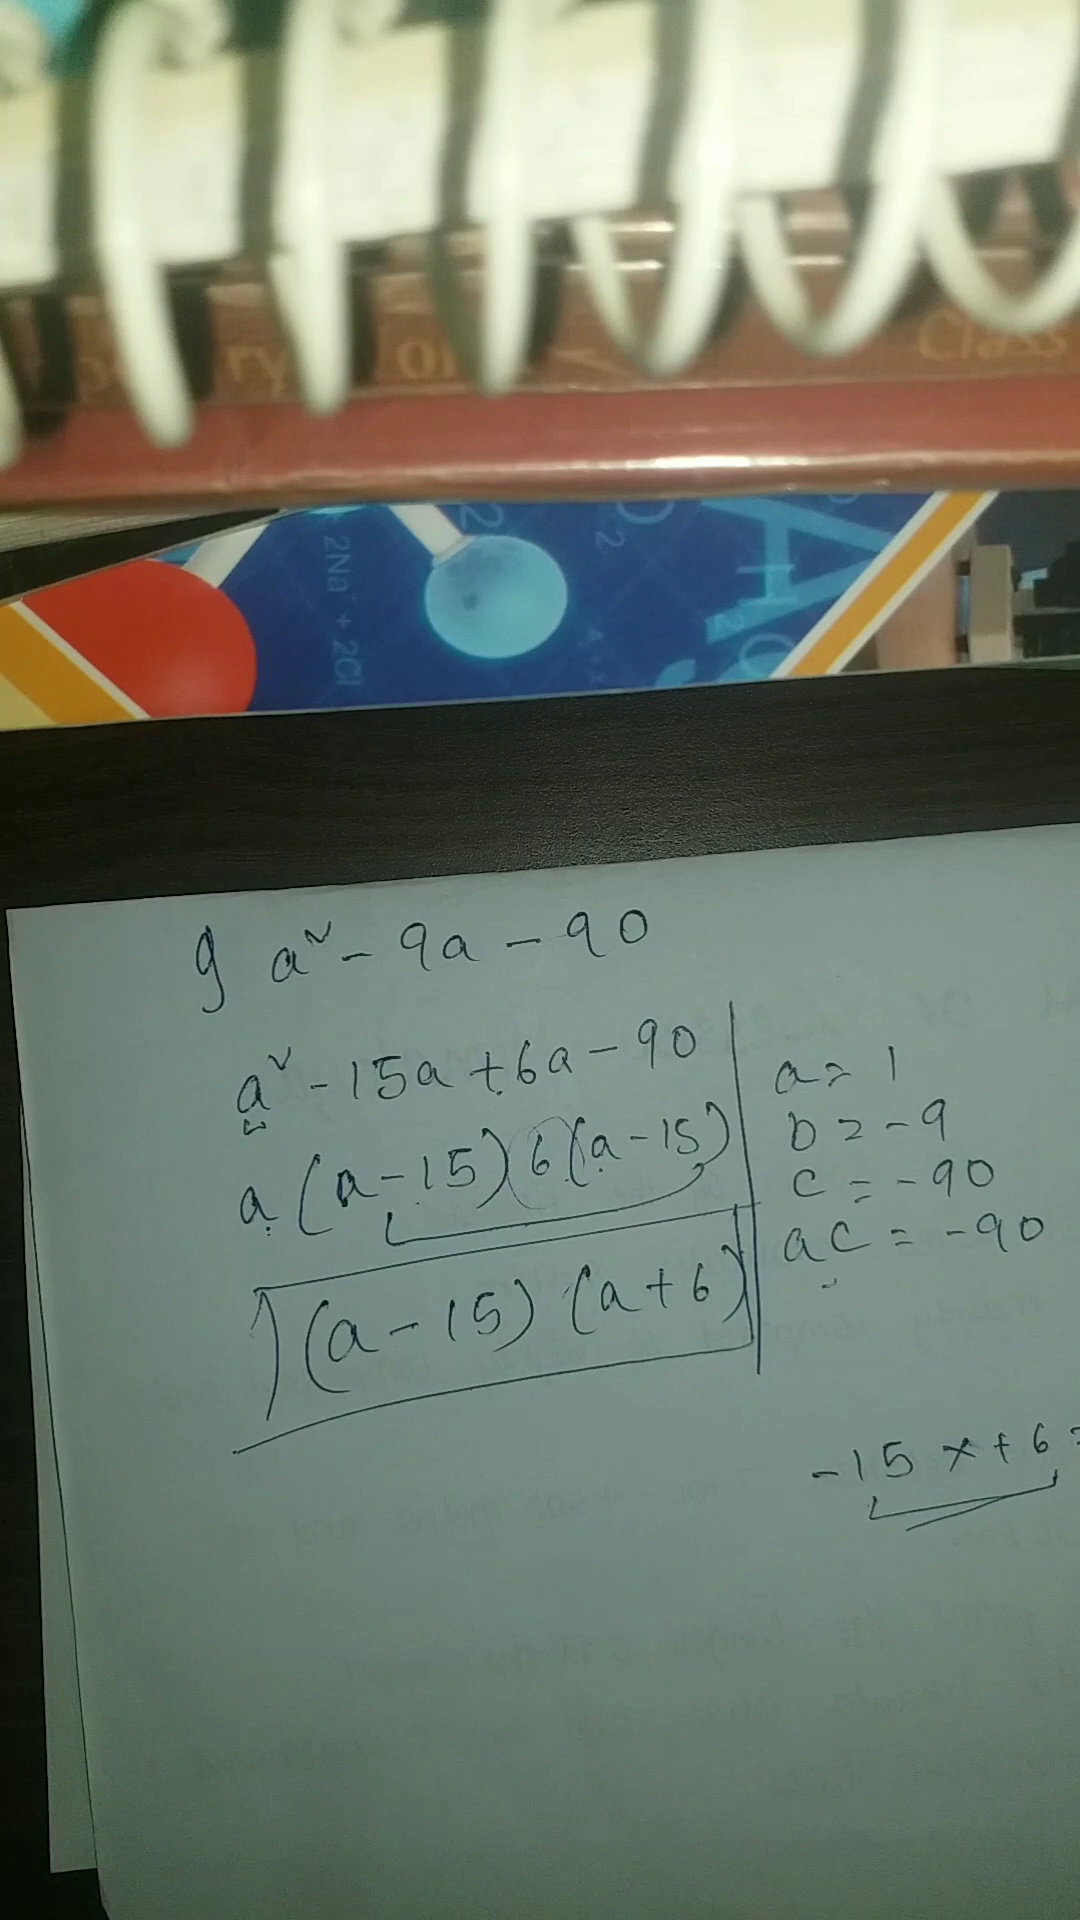 Class
2Na + 2Cl
9 a² - 9a - 90
a² - 15a + 6a - 90
a (a - 15) 6 (a - 15)
(a - 15) (a + 6)
a = 1
b = - 9
c = - 90
ac = - 90
-15 x + 6 =